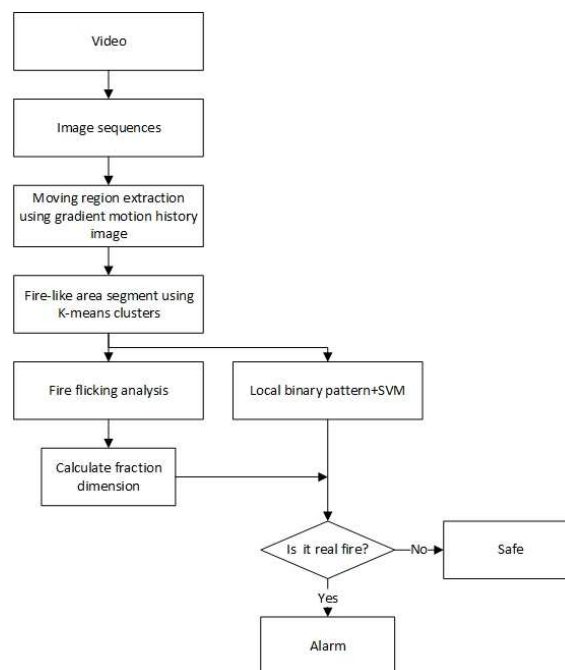 Video
Image sequences
Moving region extraction
using gradient motion history
image
Fire-like area segment using
K-means clusters
Fire flicking analysis
Local binary pattern+SVM
Calculate fraction
dimension
Is it real fire?
No
Safe
Yes
Alarm